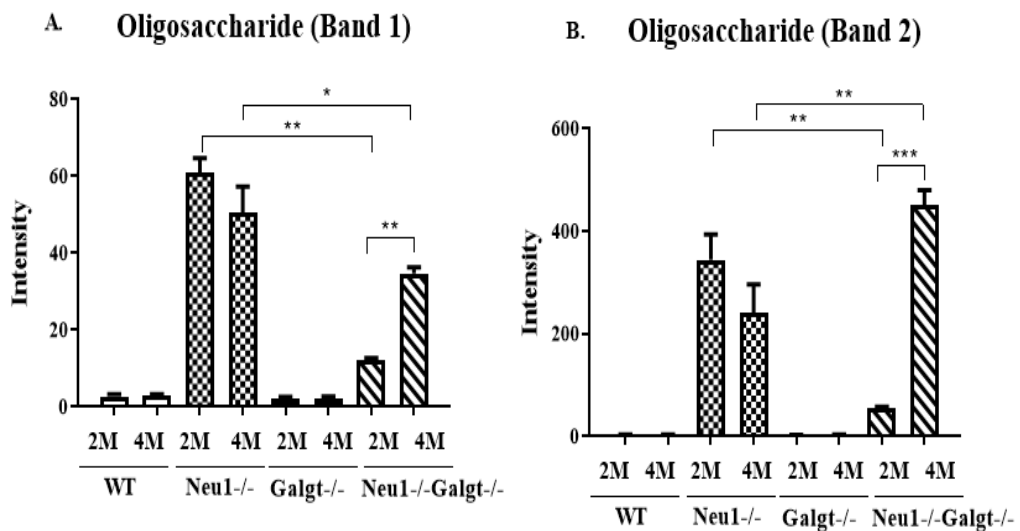 A.
Oligosaccharide (Band 1)
Intensity
80
60
40
20
0
*
**
**
2M 4M 2M 4M 2M 4M 2M 4M
WT Neu1-/- Galgt-/- Neu1-/-Galgt-/-
B.
Oligosaccharide (Band 2)
Intensity
600
400
200
0
**
**
***
2M 4M 2M 4M 2M 4M 2M 4M
WT Neu1-/- Galgt-/- Neu1-/-Galgt-/-